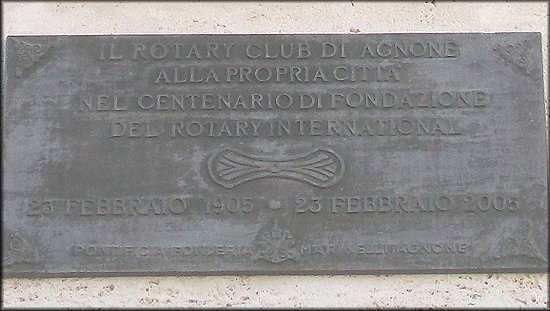 IL ROTARY CLUB DI AGNONE
ALLA PROPRIA CITTÀ
NEL CENTENARIO DI FONDAZIONE
DEL ROTARY INTERNATIONAL
23 FEBBRAIO 1905 • 23 FEBBRAIO 2005
PONTIFICIA FONDERIA MARINELLI - AGNONE